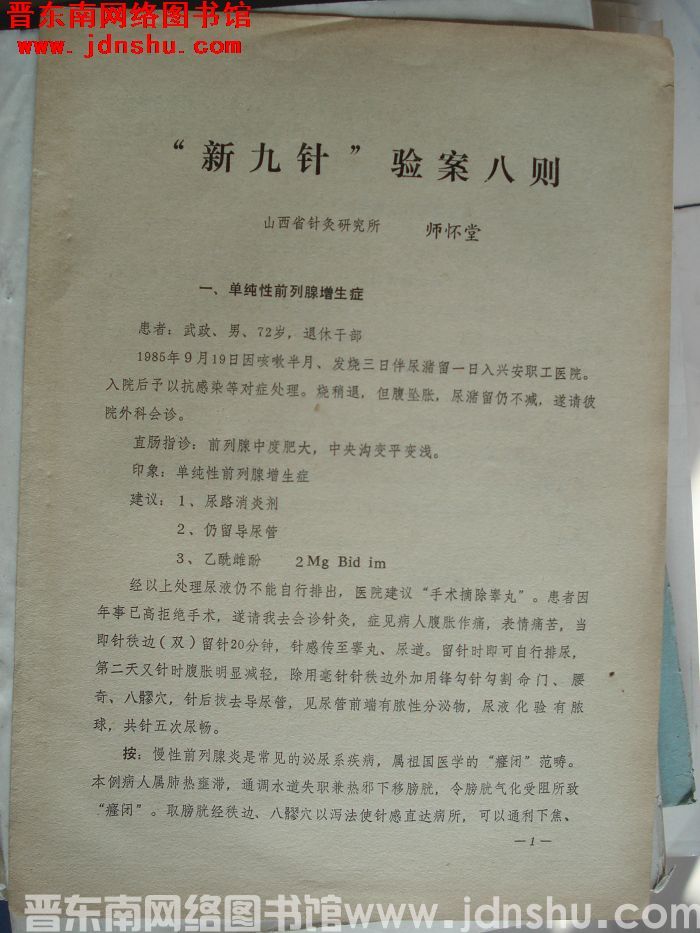 晋东南网络图书馆
www.jdnshu.com
“新九针”验案八则
山西省针灸研究所 师怀堂
一、单纯性前列腺增生症
患者：武政、男、72岁，退休干部
1985年9月19日因咳嗽半月、发烧三日伴尿潴留一日入兴安职工医院。
入院后予以抗感染等对症处理。烧稍退，但腹坠胀，尿潴留仍不减，遂请彼
院外科会诊。
直肠指诊：前列腺中度肥大，中央沟变平变浅。
印象：单纯性前列腺增生症
建议：1、尿路消炎剂
2、仍留导尿管
3、乙酰雌酚 2Mg Bid im
经以上处理尿液仍不能自行排出，医院建议“手术摘除睾丸”。患者因
年事已高拒绝手术，遂请我去会诊针灸，症见病人腹胀作痛，表情痛苦，当
即针秩边（双）留针20分钟，针感传至睾丸、尿道。留针时即可自行排尿，
第二天又针时腹胀明显减轻，除用毫针针秩边外加用锋勾针勾割命门、腰
奇、八髎穴，针后拔去导尿管，见尿管前端有脓性分泌物，尿液化验有脓
球，共针五次尿畅。
按：慢性前列腺炎是常见的泌尿系疾病，属祖国医学的“癃闭”范畴。
本例病人属肺热壅滞，通调水道失职兼热邪下移膀胱，令膀胱气化受阻所致
“癃闭”。取膀胱经秩边、八髎穴以泻法使针感直达病所，可以通利下焦、
—1—
晋东南网络图书馆www.jdnshu.com